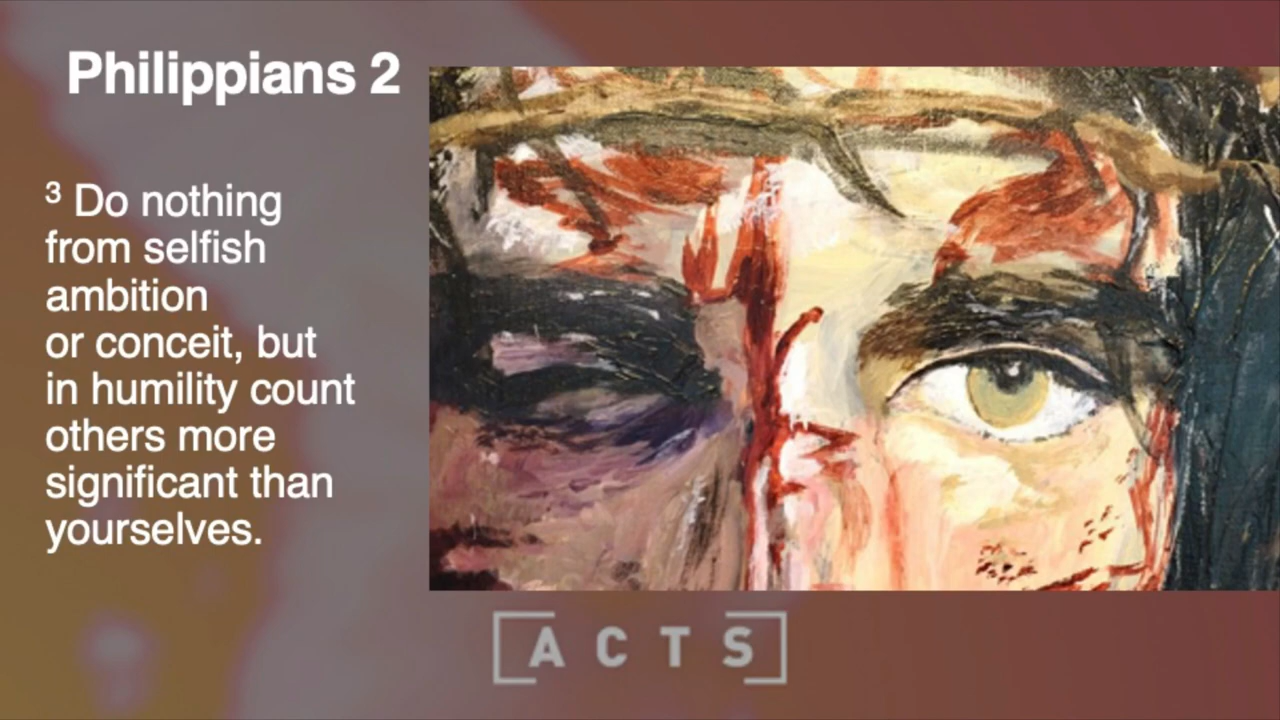 Philippians 2
³ Do nothing
from selfish
ambition
or conceit, but
in humility count
others more
significant than
yourselves.
ACTS